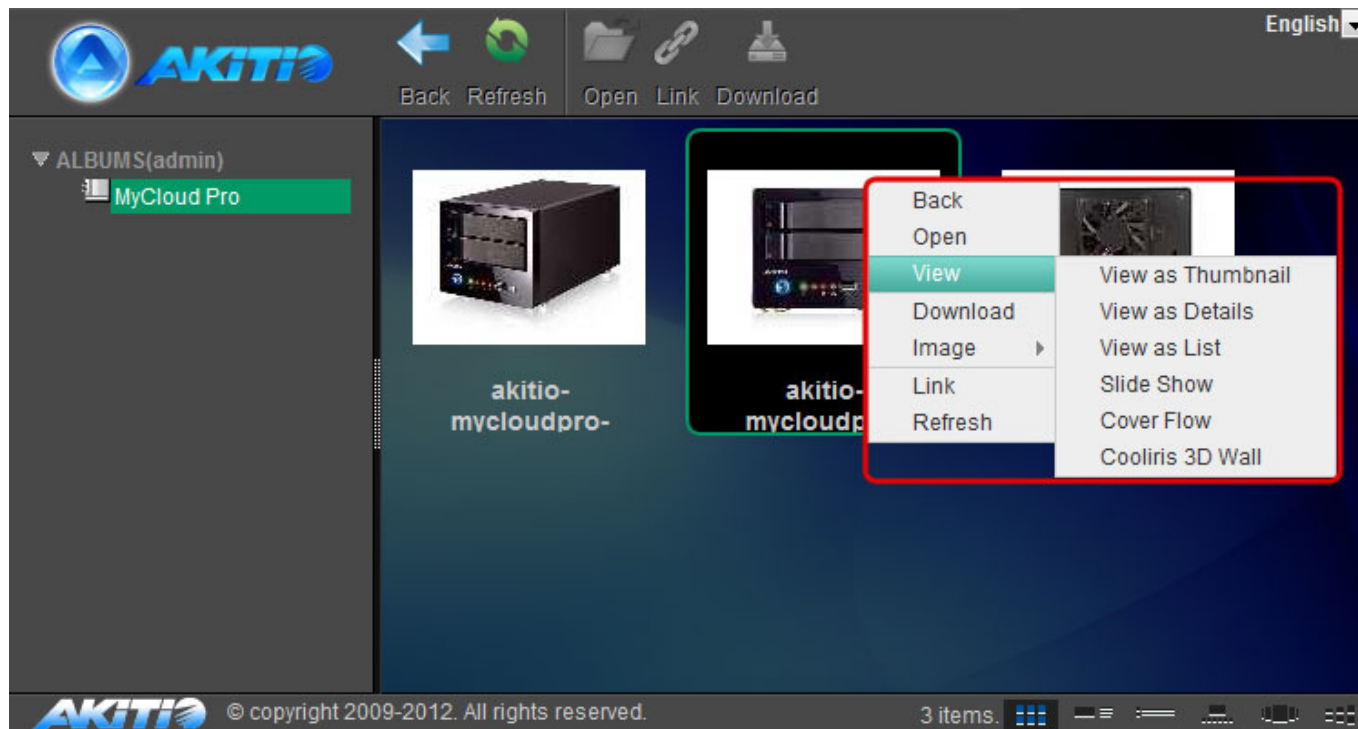 AKiTiO
English
Back Refresh Open Link Download
ALBUMS(admin)
MyCloud Pro
akitio-
mycloudpro-
akitio-
mycloudp
Back
Open
View
Download
Image
Link
Refresh
View as Thumbnail
View as Details
View as List
Slide Show
Cover Flow
Cooliris 3D Wall
AKiTiO © copyright 2009-2012. All rights reserved. 3 items.